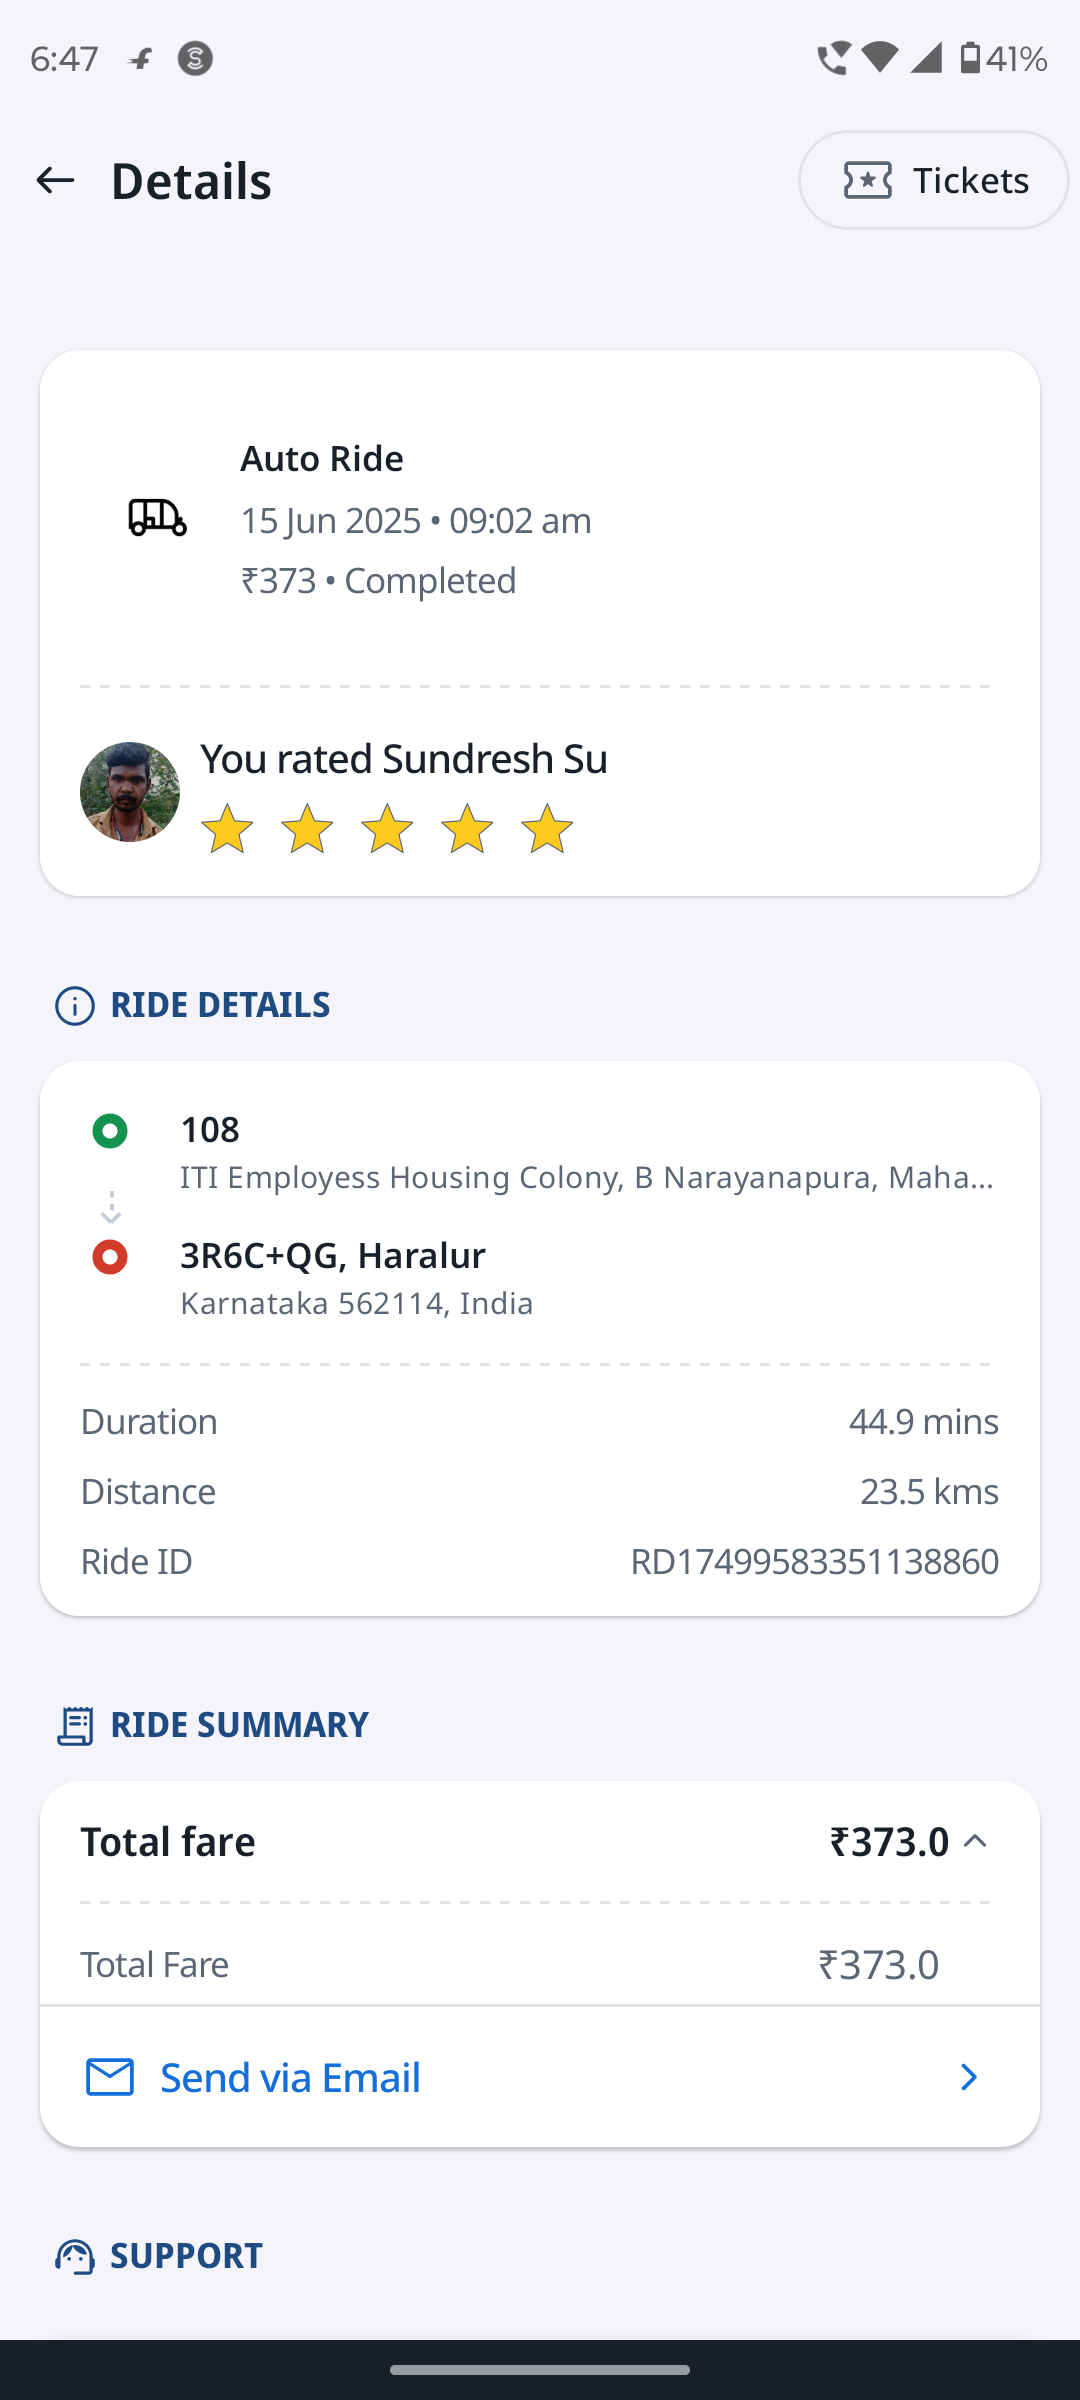 6:47
41%
Details
Tickets
Auto Ride
15 Jun 2025 • 09:02 am
₹373 • Completed
You rated Sundresh Su
RIDE DETAILS
108
ITI Employess Housing Colony, B Narayanapura, Maha...
3R6C+QG, Haralur
Karnataka 562114, India
Duration 44.9 mins
Distance 23.5 kms
Ride ID RD17499583351138860
RIDE SUMMARY
Total fare ₹373.0
Total Fare ₹373.0
Send via Email
SUPPORT